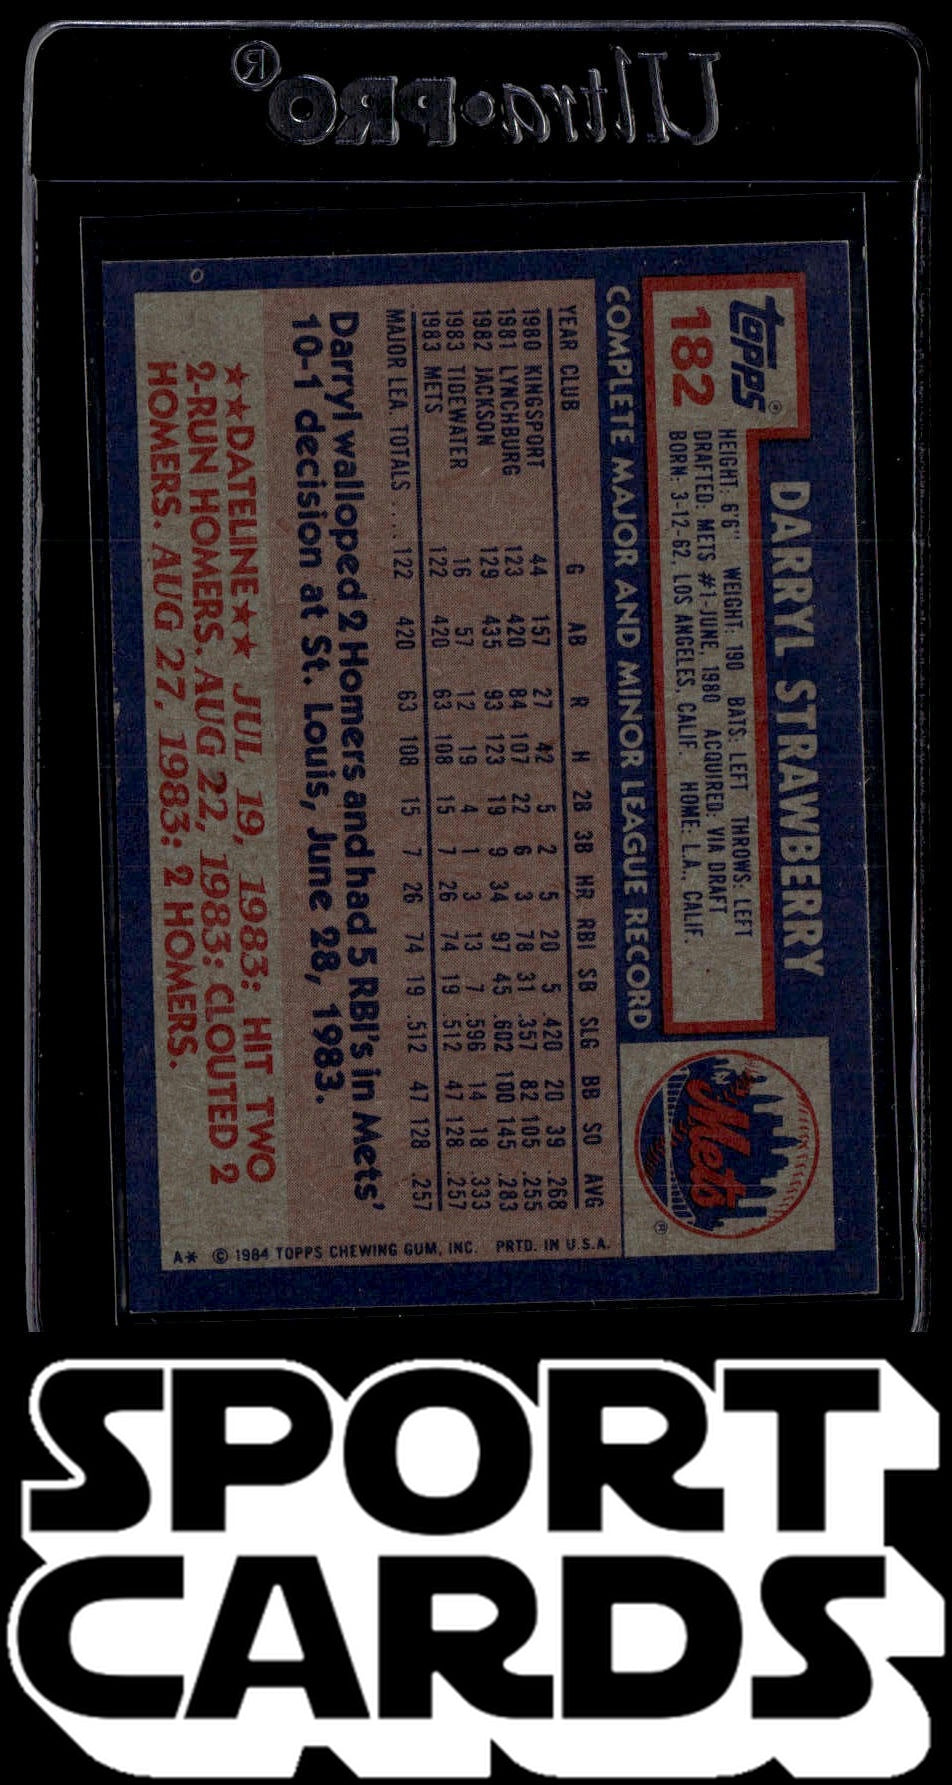 Ultra•PRO®
DARRYL STRAWBERRY
topps®
182
HEIGHT: 6'6" WEIGHT: 190 BATS: LEFT THROWS: LEFT
DRAFTED: METS #1-JUNE, 1980 ACQUIRED: VIA DRAFT
BORN: 3-12-62, LOS ANGELES, CALIF. HOME: L.A., CALIF.
Mets
®
COMPLETE MAJOR AND MINOR LEAGUE RECORD
YEAR CLUB G AB R H 2B 3B HR RBI SB SLG BB SO AVG
1980 KINGSPORT 44 157 27 42 5 2 5 20 5 .420 20 39 .268
1981 LYNCHBURG 123 420 84 107 22 6 3 78 31 .357 82 105 .255
1982 JACKSON 129 435 93 123 19 9 34 97 45 .602 100 145 .283
1983 TIDEWATER 16 57 12 19 4 1 3 13 7 .596 14 18 .333
1983 METS 122 420 63 108 15 7 26 74 19 .512 47 128 .257
MAJOR LEA. TOTALS .... 122 420 63 108 15 7 26 74 19 .512 47 128 .257
Darryl walloped 2 Homers and had 5 RBI's in Mets'
10-1 decision at St. Louis, June 28, 1983.
★★DATELINE★★ JUL 19, 1983: HIT TWO
2-RUN HOMERS. AUG 22, 1983: CLOUTED 2
HOMERS. AUG 27, 1983: 2 HOMERS.
A* © 1984 TOPPS CHEWING GUM, INC. PRTD. IN U.S.A.
SPORT
CARDS